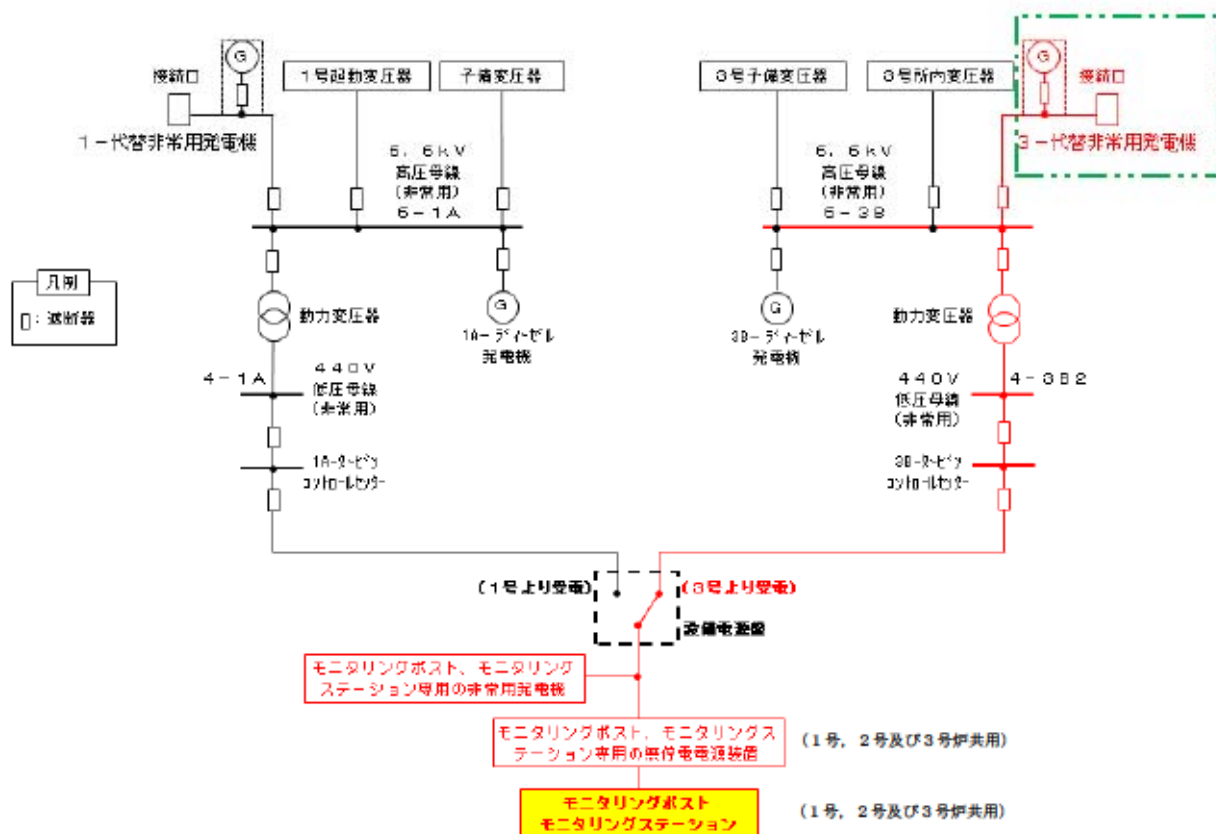 G
接続口
1号起動変圧器
予備変圧器
1－代替非常用発電機
6.6kV
高圧母線
(非常用)
6－1A
3号予備変圧器
3号所内変圧器
G
接続口
3－代替非常用発電機
6.6kV
高圧母線
(非常用)
6－3B
凡例
:遮断器
動力変圧器
G
1A－ディーゼル
発電機
G
3B－ディーゼル
発電機
動力変圧器
4－1A
440V
低圧母線
(非常用)
440V
低圧母線
(非常用)
4－3B2
1A-タービン
コントロールセンター
3B-タービン
コントロールセンター
(1号より受電)
(3号より受電)
設備電源盤
モニタリングポスト、モニタリング
ステーション専用の非常用発電機
モニタリングポスト、モニタリングス
テーション専用の無停電電源装置
(1号，2号及び3号炉共用)
モニタリングポスト
モニタリングステーション
(1号，2号及び3号炉共用)